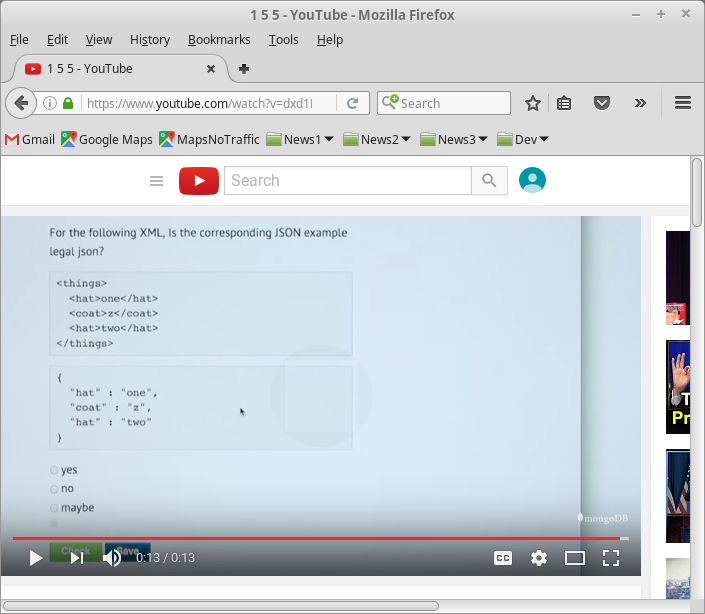 1 5 5 - YouTube - Mozilla Firefox
File Edit View History Bookmarks Tools Help
1 5 5 - YouTube
https://www.youtube.com/watch?v=dxd1
Search
Gmail Google Maps MapsNoTraffic News1 News2 News3 Dev
Search
For the following XML, Is the corresponding JSON example
legal json?
<things>
<hat>one</hat>
<coat>z</coat>
<hat>two</hat>
</things>
{
"hat" : "one",
"coat" : "z",
"hat" : "two"
}
yes
no
maybe
mongoDB
Check Save
0:13 / 0:13
CC